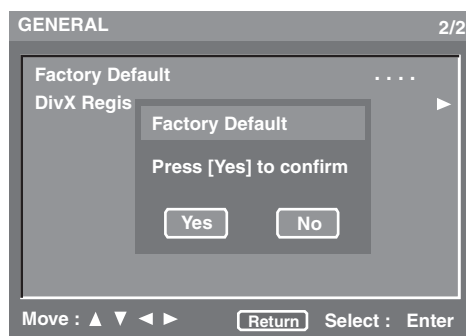 GENERAL 2/2
Factory Default . . . .
DivX Regis ►
Factory Default
Press [Yes] to confirm
Yes No
Move : ▲ ▼ ◄ ► Return Select : Enter